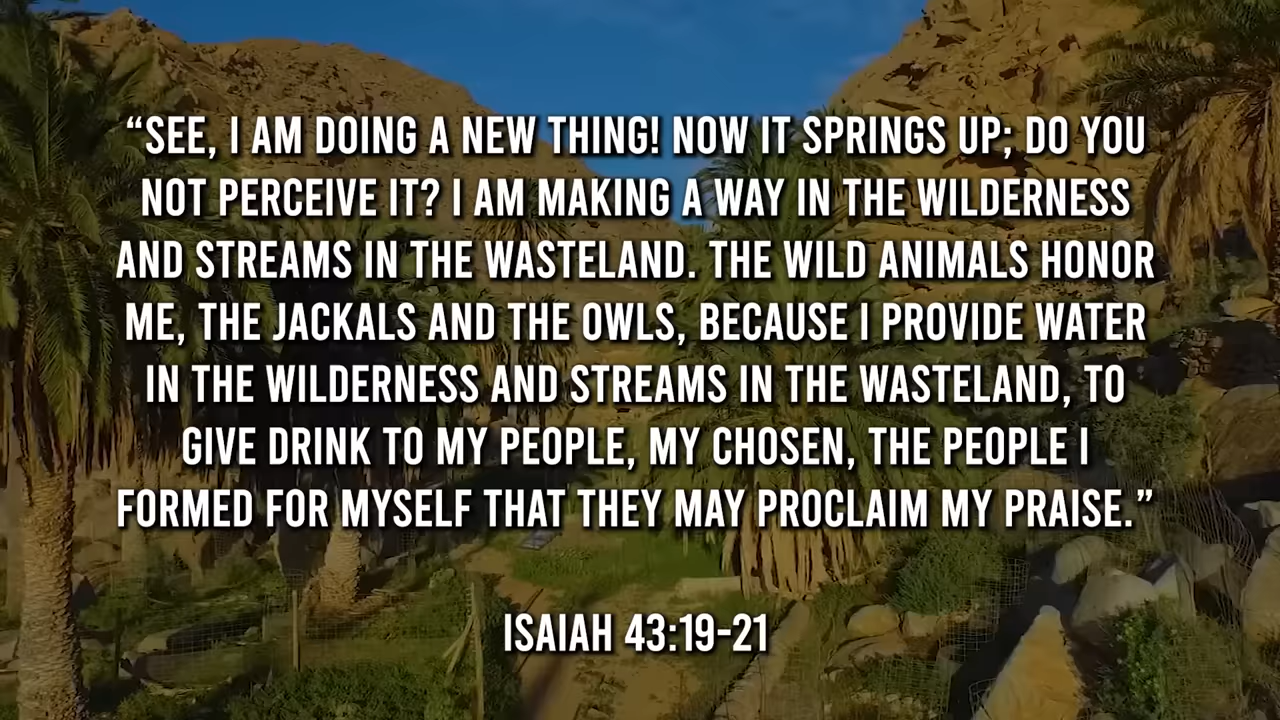 “SEE, I AM DOING A NEW THING! NOW IT SPRINGS UP; DO YOU
NOT PERCEIVE IT? I AM MAKING A WAY IN THE WILDERNESS
AND STREAMS IN THE WASTELAND. THE WILD ANIMALS HONOR
ME, THE JACKALS AND THE OWLS, BECAUSE I PROVIDE WATER
IN THE WILDERNESS AND STREAMS IN THE WASTELAND, TO
GIVE DRINK TO MY PEOPLE, MY CHOSEN, THE PEOPLE I
FORMED FOR MYSELF THAT THEY MAY PROCLAIM MY PRAISE.”
ISAIAH 43:19-21